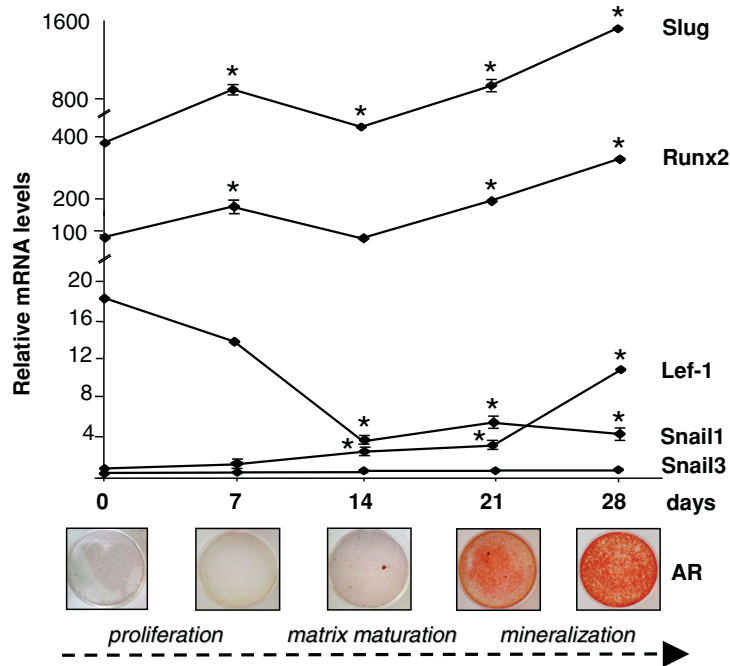 Relative mRNA levels
1600
800
400
200
100
20
16
12
8
4
* * * * Slug
* * * Runx2
* * * Lef-1
* * * Snail1
Snail3
0 7 14 21 28 days
AR
proliferation matrix maturation mineralization